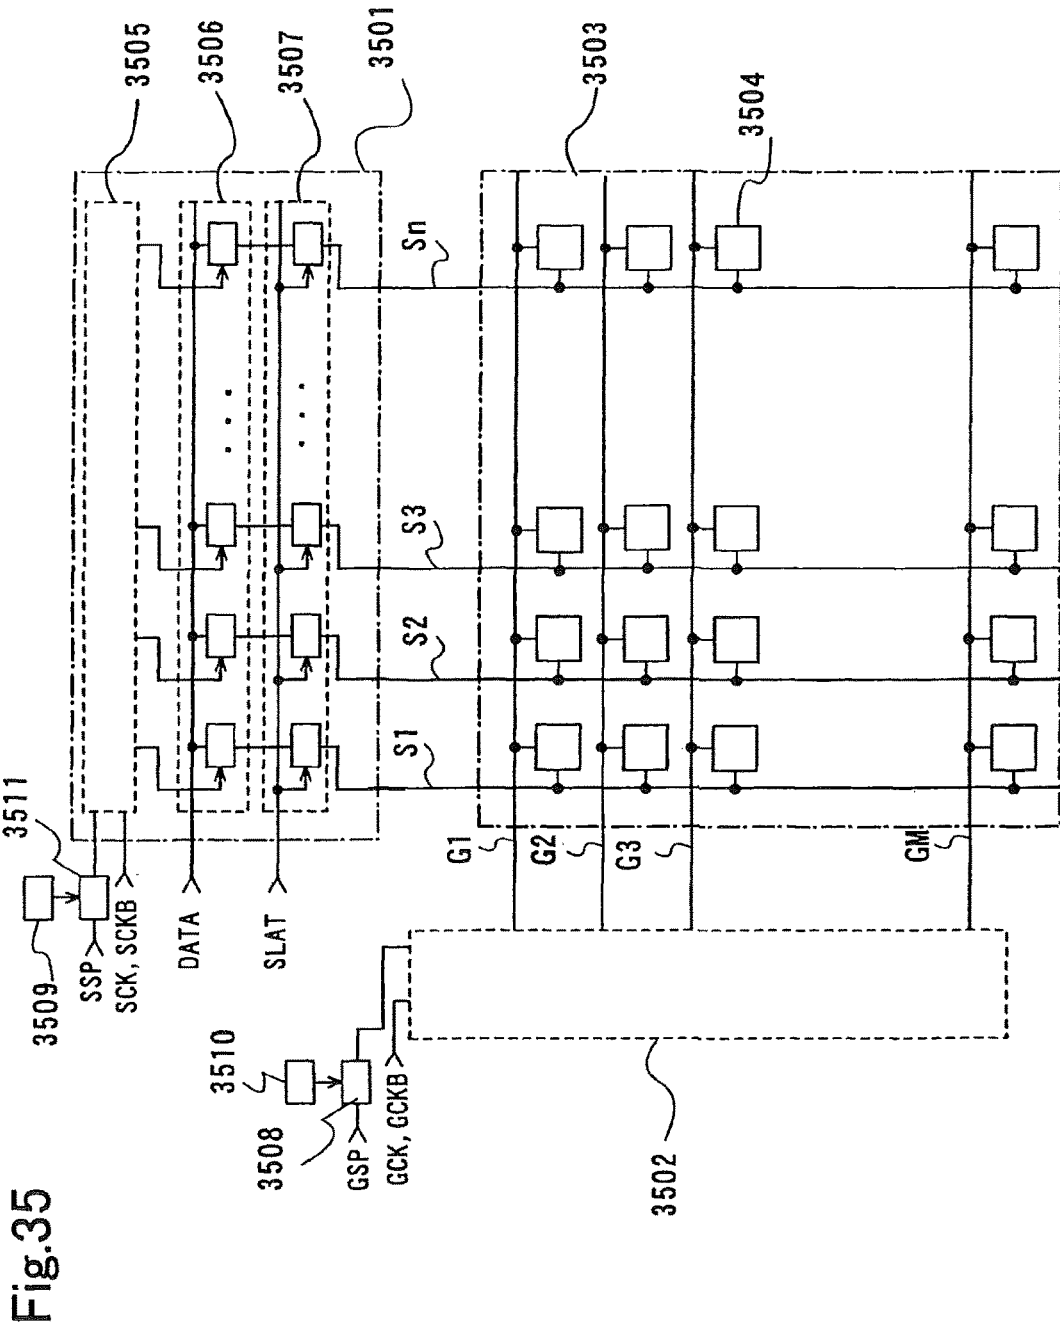 Fig.35
3511
3509
SSP
SCK, SCKB
DATA
SLAT
3505
3506
3507
3501
S1
S2
S3
Sn
3503
3504
G1
G2
G3
GM
3510
3508
GSP
GCK, GCKB
3502